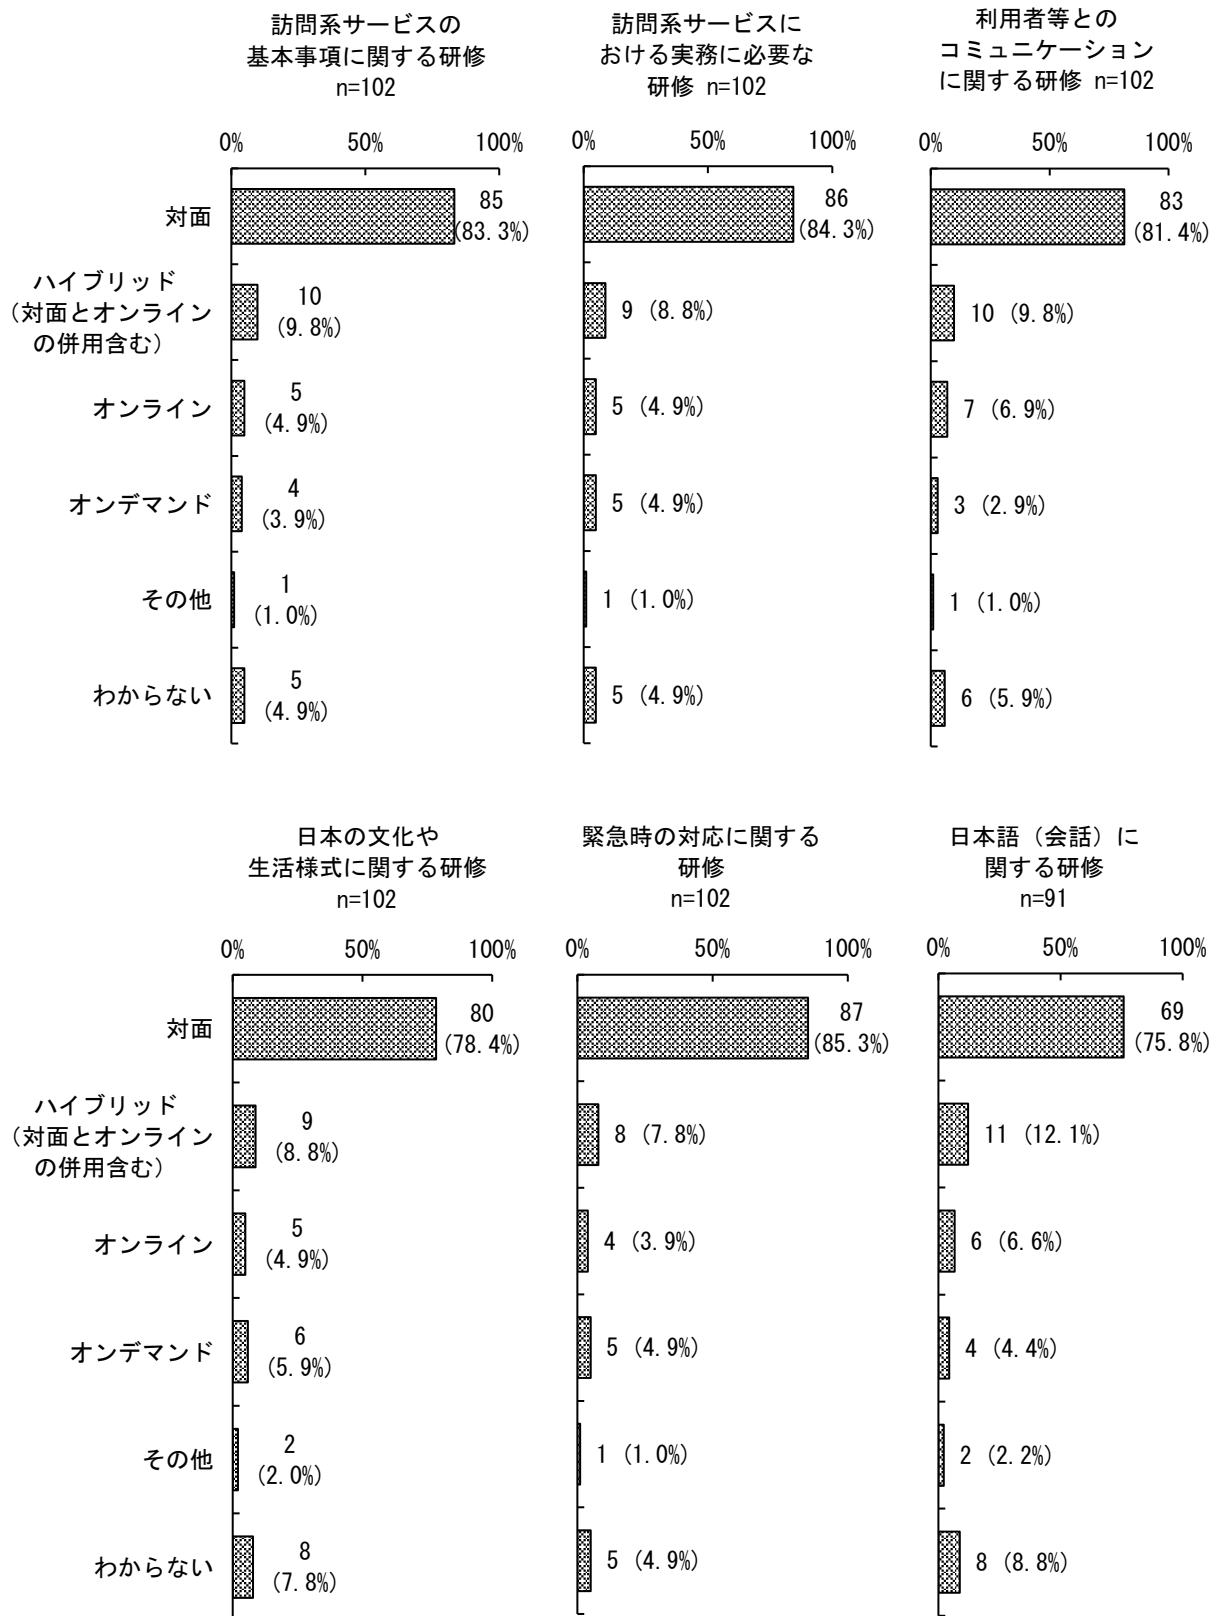 訪問系サービスの
基本事項に関する研修
n=102
訪問系サービスに
おける実務に必要な
研修 n=102
利用者等との
コミュニケーション
に関する研修 n=102
0% 50% 100%
0% 50% 100%
0% 50% 100%
対面
85
(83.3%)
86
(84.3%)
83
(81.4%)
ハイブリッド
（対面とオンライン
の併用含む）
10
(9.8%)
9 (8.8%)
10 (9.8%)
オンライン
5
(4.9%)
5 (4.9%)
7 (6.9%)
オンデマンド
4
(3.9%)
5 (4.9%)
3 (2.9%)
その他
1
(1.0%)
1 (1.0%)
1 (1.0%)
わからない
5
(4.9%)
5 (4.9%)
6 (5.9%)
日本の文化や
生活様式に関する研修
n=102
緊急時の対応に関する
研修
n=102
日本語（会話）に
関する研修
n=91
0% 50% 100%
0% 50% 100%
0% 50% 100%
対面
80
(78.4%)
87
(85.3%)
69
(75.8%)
ハイブリッド
（対面とオンライン
の併用含む）
9
(8.8%)
8 (7.8%)
11 (12.1%)
オンライン
5
(4.9%)
4 (3.9%)
6 (6.6%)
オンデマンド
6
(5.9%)
5 (4.9%)
4 (4.4%)
その他
2
(2.0%)
1 (1.0%)
2 (2.2%)
わからない
8
(7.8%)
5 (4.9%)
8 (8.8%)